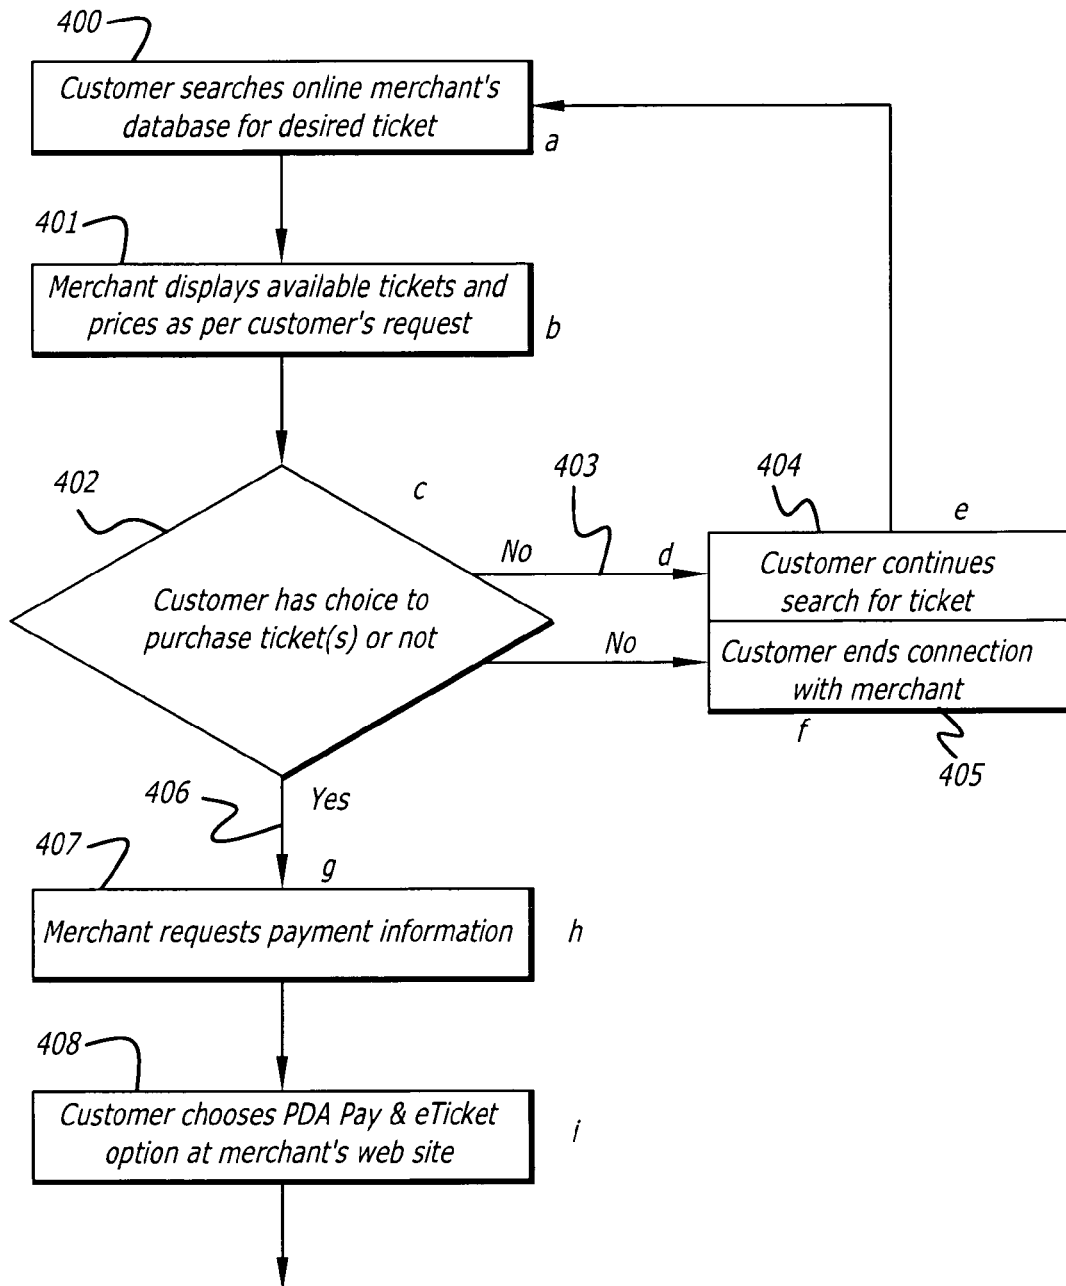 400
Customer searches online merchant's
database for desired ticket
a
401
Merchant displays available tickets and
prices as per customer's request
b
402
c
403
404
e
No
d
Customer has choice to
purchase ticket(s) or not
Customer continues
search for ticket
No
Customer ends connection
with merchant
f
405
406
Yes
407
g
Merchant requests payment information
h
408
Customer chooses PDA Pay & eTicket
option at merchant's web site
i